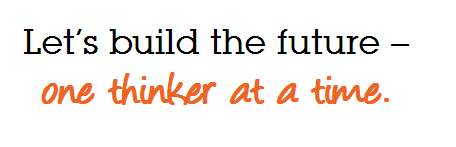 Let's build the future –
one thinker at a time.